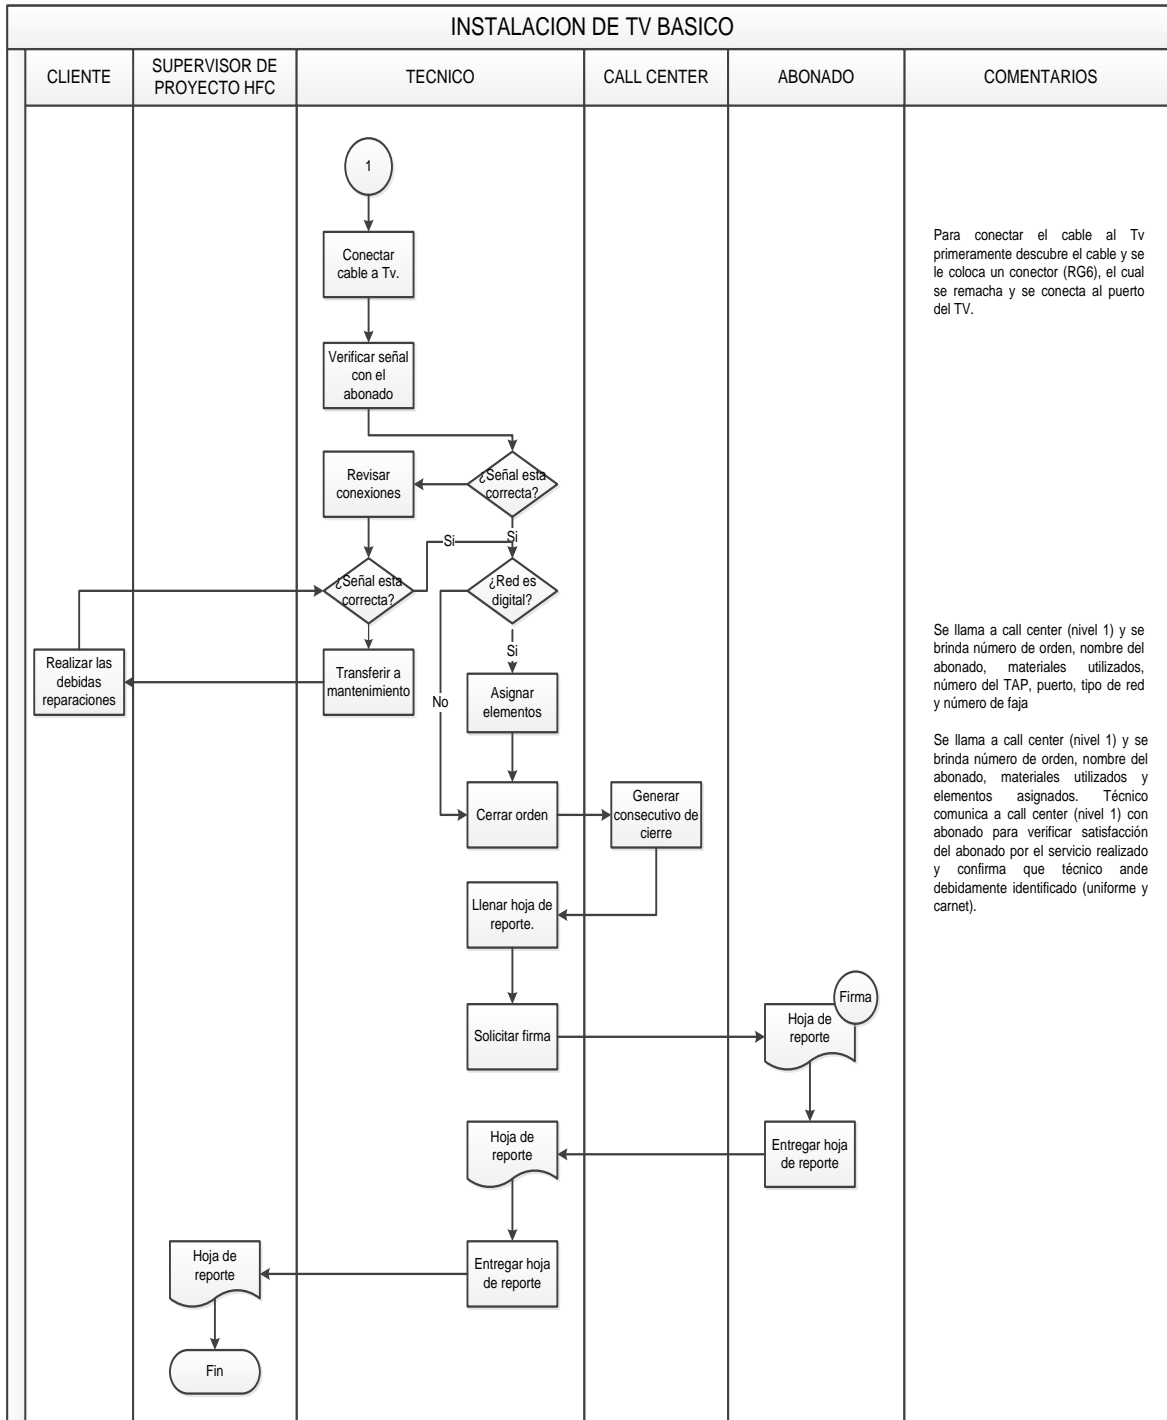 INSTALACION DE TV BASICO
CLIENTE
SUPERVISOR DE
PROYECTO HFC
TECNICO
CALL CENTER
ABONADO
COMENTARIOS
1
Conectar
cable a Tv.
Para conectar el cable al Tv
primeramente descubre el cable y se
le coloca un conector (RG6), el cual
se remacha y se conecta al puerto
del TV.
Verificar señal
con el
abonado
Revisar
conexiones
¿Señal esta
correcta?
Si
Si
¿Señal esta
correcta?
¿Red es
digital?
Si
No
Realizar las
debidas
reparaciones
Transferir a
mantenimiento
Asignar
elementos
Se llama a call center (nivel 1) y se
brinda número de orden, nombre del
abonado, materiales utilizados,
número del TAP, puerto, tipo de red
y número de faja
Se llama a call center (nivel 1) y se
brinda número de orden, nombre del
abonado, materiales utilizados y
elementos asignados. Técnico
comunica a call center (nivel 1) con
abonado para verificar satisfacción
del abonado por el servicio realizado
y confirma que técnico ande
debidamente identificado (uniforme y
carnet).
Cerrar orden
Generar
consecutivo de
cierre
Llenar hoja de
reporte.
Solicitar firma
Firma
Hoja de
reporte
Entregar hoja
de reporte
Hoja de
reporte
Entregar hoja
de reporte
Hoja de
reporte
Fin